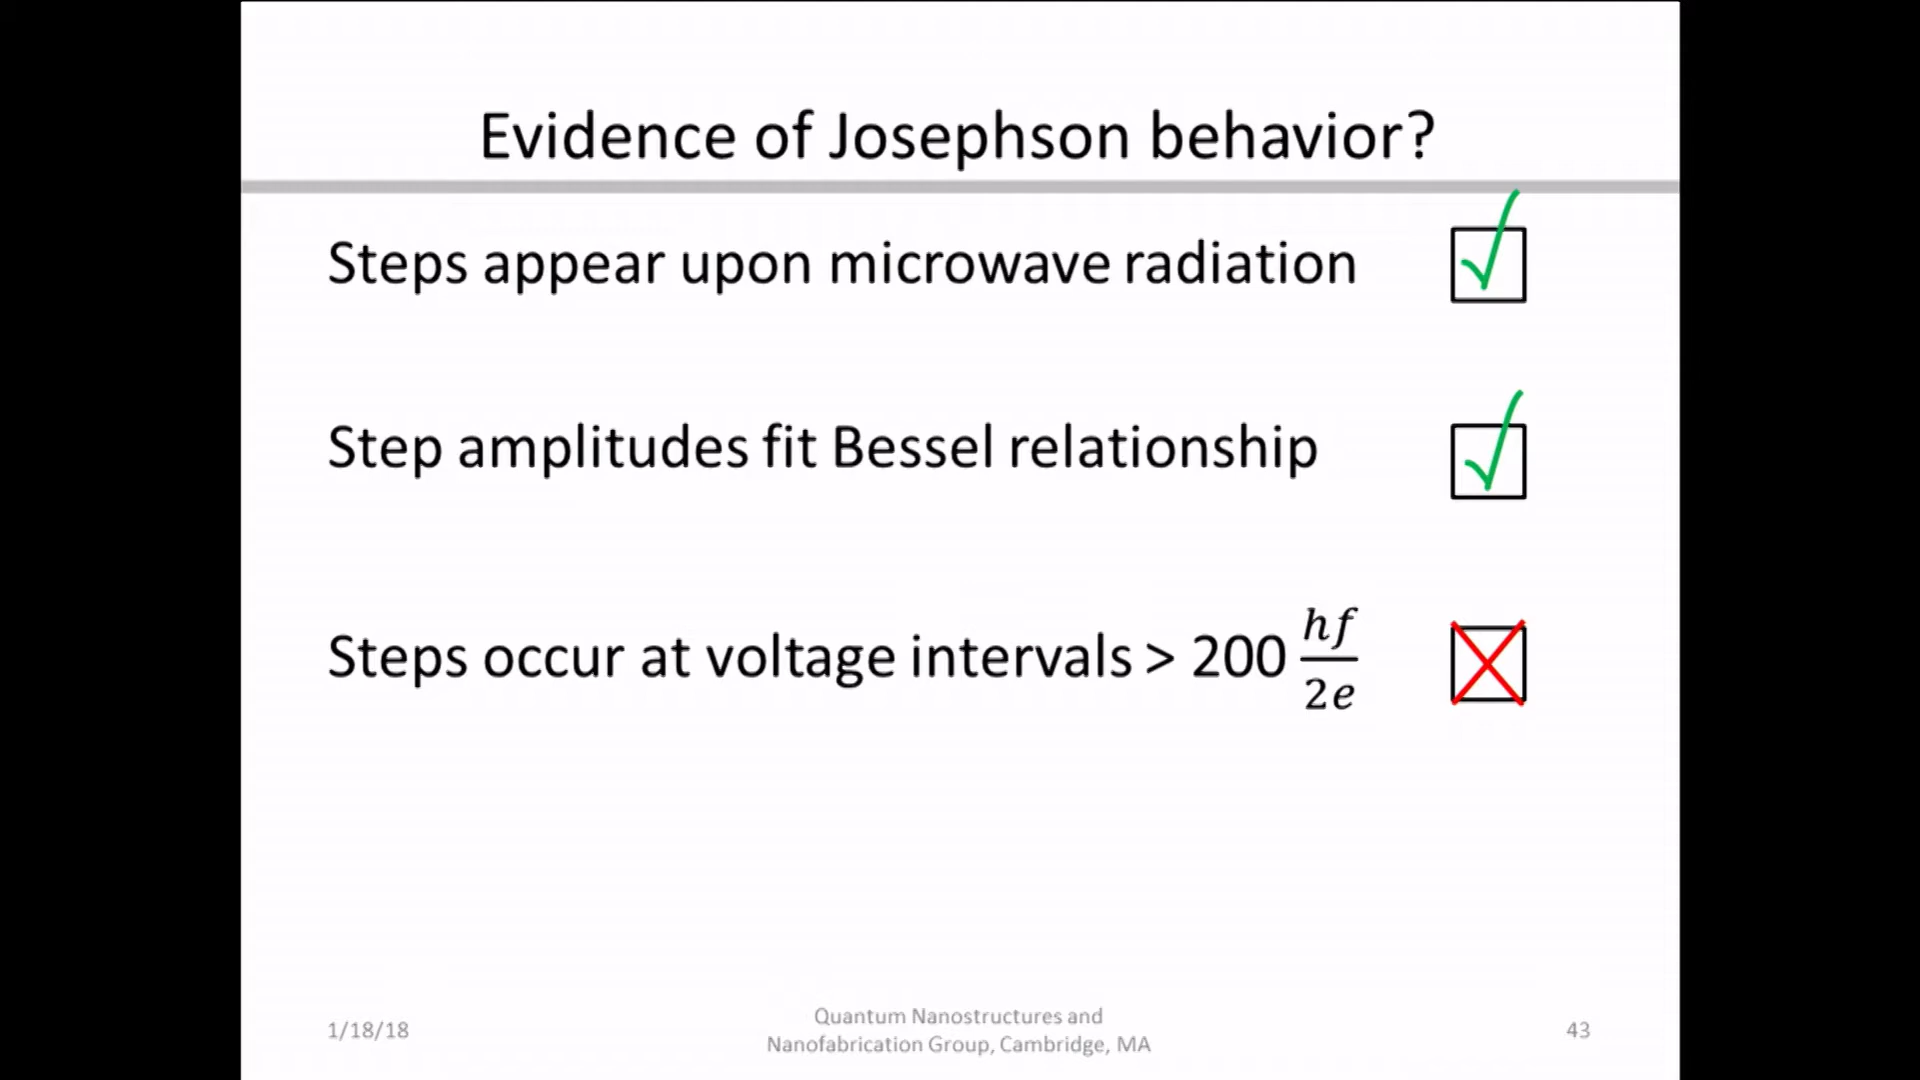 Evidence of Josephson behavior?
Steps appear upon microwave radiation
Step amplitudes fit Bessel relationship
Steps occur at voltage intervals > 200 hf/2e
1/18/18
Quantum Nanostructures and
Nanofabrication Group, Cambridge, MA
43